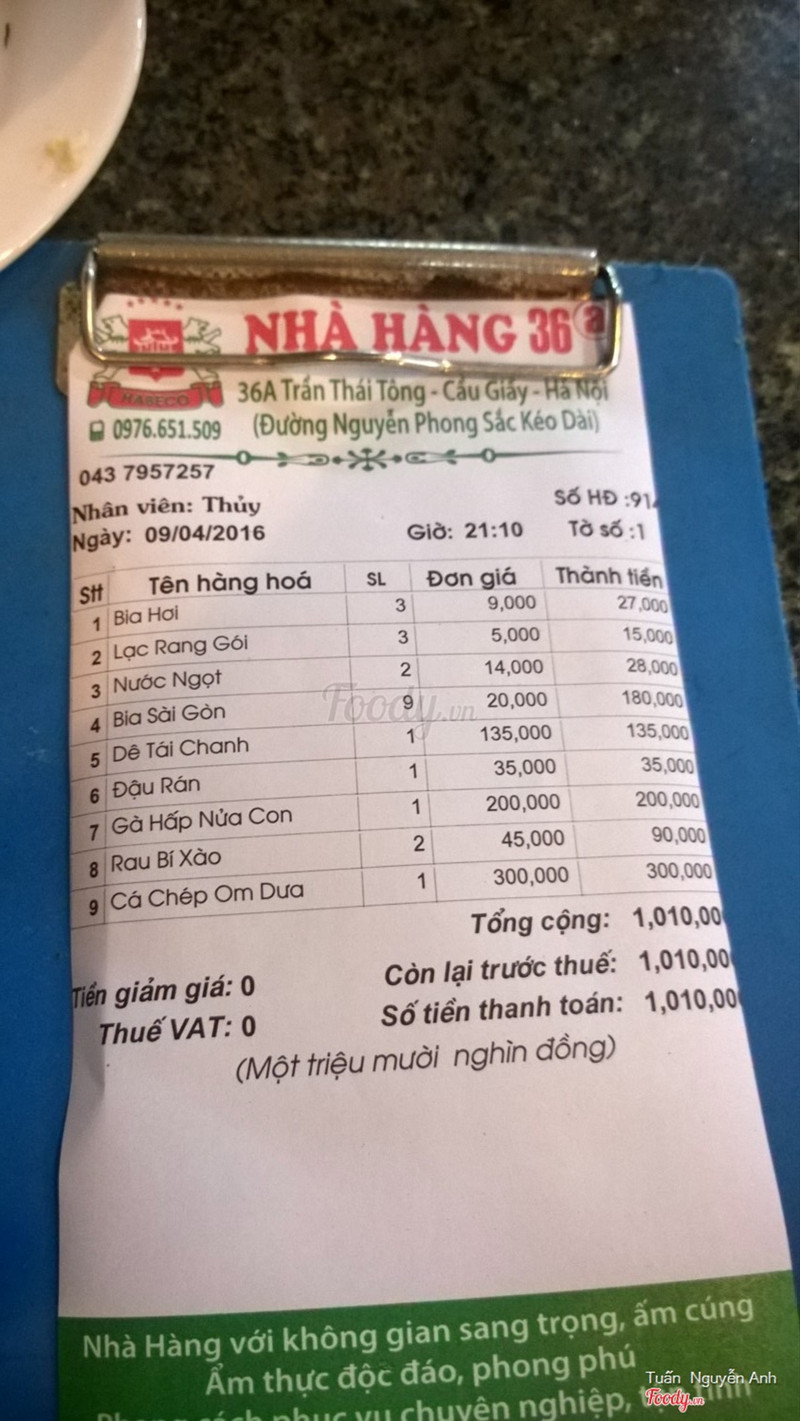 NHÀ HÀNG 36a
HASECO
36A Trần Thái Tông - Cầu Giấy - Hà Nội
0976.651.509 (Đường Nguyễn Phong Sắc Kéo Dài)
043 7957257
Nhân viên: Thủy Số HĐ :914
Ngày: 09/04/2016 Giờ: 21:10 Tờ số :1
Stt Tên hàng hoá SL Đơn giá Thành tiền
1 Bia Hơi 3 9,000 27,000
2 Lạc Rang Gói 3 5,000 15,000
3 Nước Ngọt 2 14,000 28,000
4 Bia Sài Gòn 9 20,000 180,000
5 Dê Tái Chanh 1 135,000 135,000
6 Đậu Rán 1 35,000 35,000
7 Gà Hấp Nửa Con 1 200,000 200,000
8 Rau Bí Xào 2 45,000 90,000
9 Cá Chép Om Dưa 1 300,000 300,000
Tổng cộng: 1,010,00
Tiền giảm giá: 0 Còn lại trước thuế: 1,010,00
Thuế VAT: 0 Số tiền thanh toán: 1,010,00
(Một triệu mười nghìn đồng)
Foody.vn
Nhà Hàng với không gian sang trọng, ấm cúng
Ẩm thực độc đáo, phong phú
Phong cách phục vụ chuyên nghiệp,
Tuấn Nguyễn Anh
Foody.vn